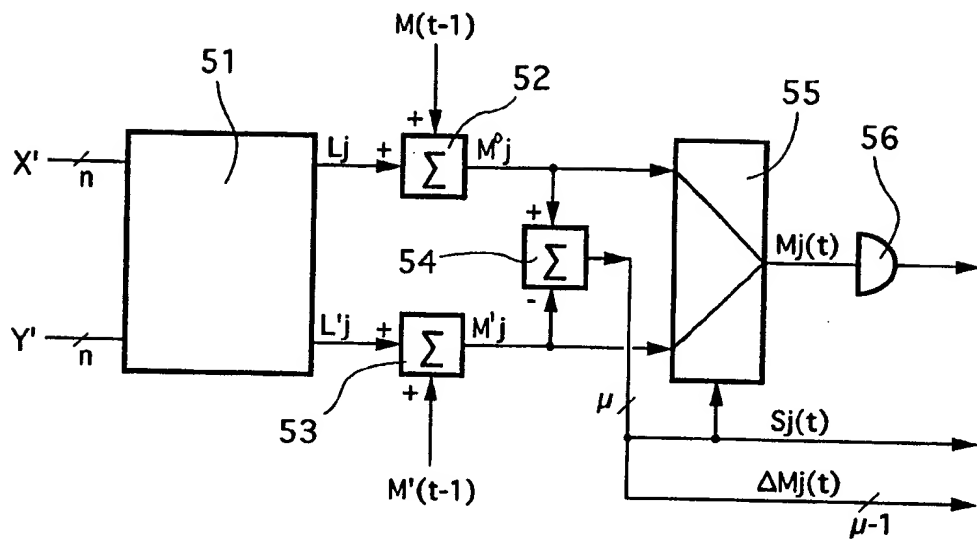 M(t-1)
51
52
55
56
+
X'
n
Lj
+
Σ
M⁰j
+
54
Σ
-
Mj(t)
Y'
n
L'j
+
Σ
M'j
+
53
μ
M'(t-1)
Sj(t)
ΔMj(t)
μ-1